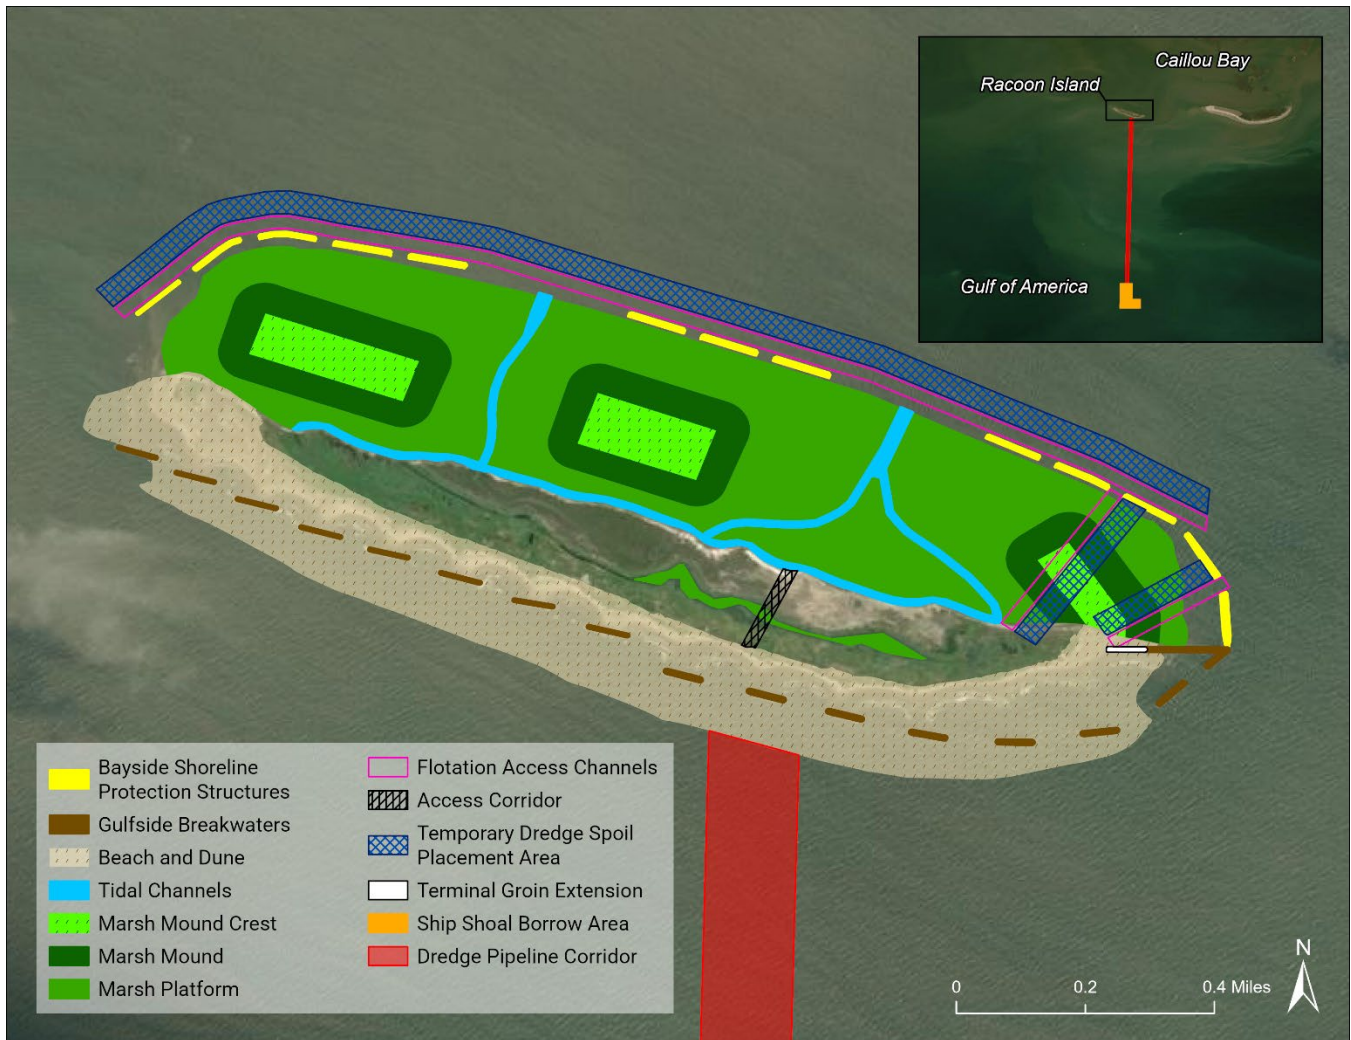 Caillou Bay
Racoon Island
Gulf of America
Bayside Shoreline
Protection Structures
Gulfside Breakwaters
Beach and Dune
Tidal Channels
Marsh Mound Crest
Marsh Mound
Marsh Platform
Flotation Access Channels
Access Corridor
Temporary Dredge Spoil
Placement Area
Terminal Groin Extension
Ship Shoal Borrow Area
Dredge Pipeline Corridor
0 0.2 0.4 Miles
N